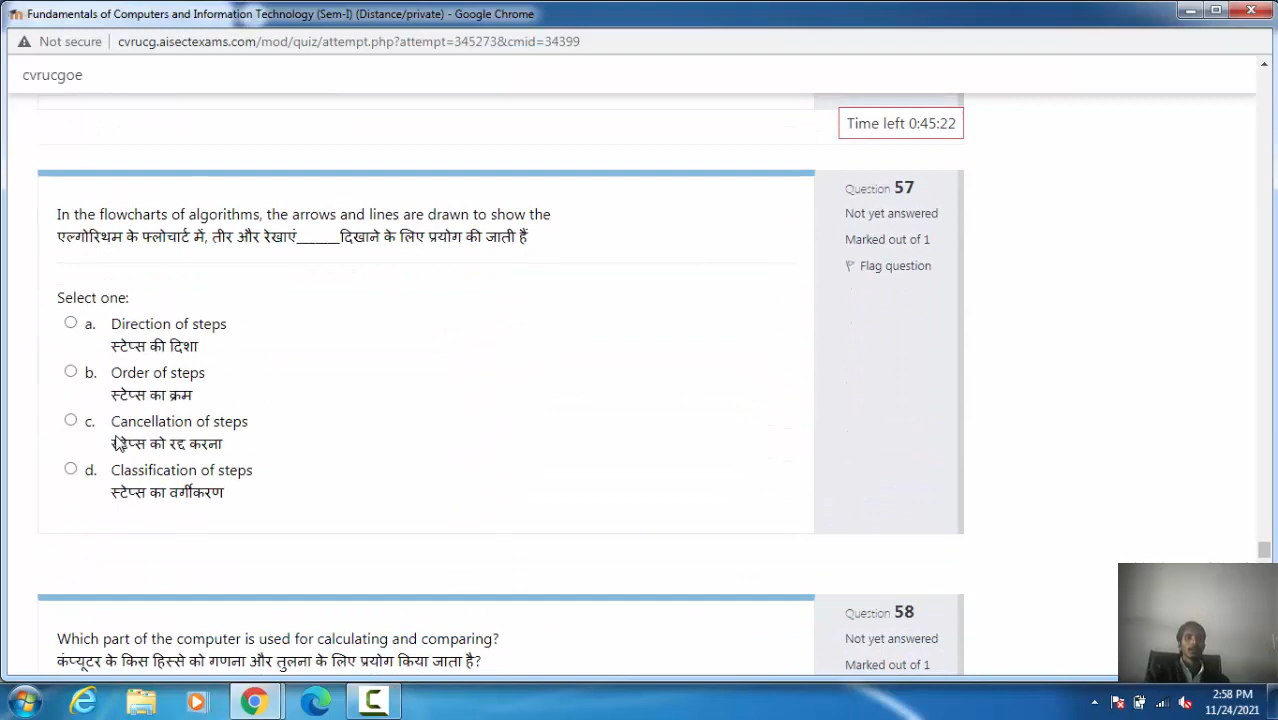 Fundamentals of Computers and Information Technology (Sem-I) (Distance/private) - Google Chrome
Not secure | cvrucg.aisectexams.com/mod/quiz/attempt.php?attempt=345273&cmid=34399
cvrucgoe
Time left 0:45:22
In the flowcharts of algorithms, the arrows and lines are drawn to show the
एल्गोरिथम के फ्लोचार्ट में, तीर और रेखाएं_______दिखाने के लिए प्रयोग की जाती हैं
Select one:
a. Direction of steps
स्टेप्स की दिशा
b. Order of steps
स्टेप्स का क्रम
c. Cancellation of steps
स्टेप्स को रद्द करना
d. Classification of steps
स्टेप्स का वर्गीकरण
Question 57
Not yet answered
Marked out of 1
Flag question
Which part of the computer is used for calculating and comparing?
कंप्यूटर के किस हिस्से को गणना और तुलना के लिए प्रयोग किया जाता है?
Question 58
Not yet answered
Marked out of 1
2:58 PM
11/24/2021